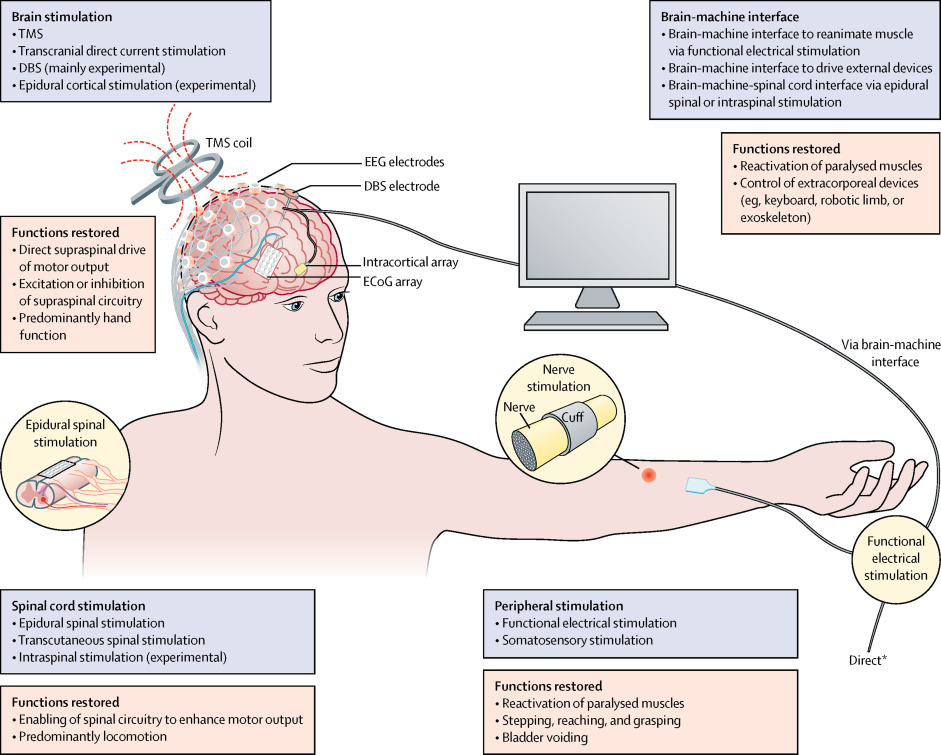 Brain stimulation
• TMS
• Transcranial direct current stimulation
• DBS (mainly experimental)
• Epidural cortical stimulation (experimental)
Brain-machine interface
• Brain-machine interface to reanimate muscle
via functional electrical stimulation
• Brain-machine interface to drive external devices
• Brain-machine-spinal cord interface via epidural
spinal or intraspinal stimulation
Functions restored
• Reactivation of paralysed muscles
• Control of extracorporeal devices
(eg, keyboard, robotic limb, or
exoskeleton)
TMS coil
EEG electrodes
DBS electrode
Intracortical array
ECoG array
Functions restored
• Direct supraspinal drive
of motor output
• Excitation or inhibition
of supraspinal circuitry
• Predominantly hand
function
Via brain-machine
interface
Nerve
stimulation
Nerve
Cuff
Epidural spinal
stimulation
Functional
electrical
stimulation
Direct*
Spinal cord stimulation
• Epidural spinal stimulation
• Transcutaneous spinal stimulation
• Intraspinal stimulation (experimental)
Functions restored
• Enabling of spinal circuitry to enhance motor output
• Predominantly locomotion
Peripheral stimulation
• Functional electrical stimulation
• Somatosensory stimulation
Functions restored
• Reactivation of paralysed muscles
• Stepping, reaching, and grasping
• Bladder voiding